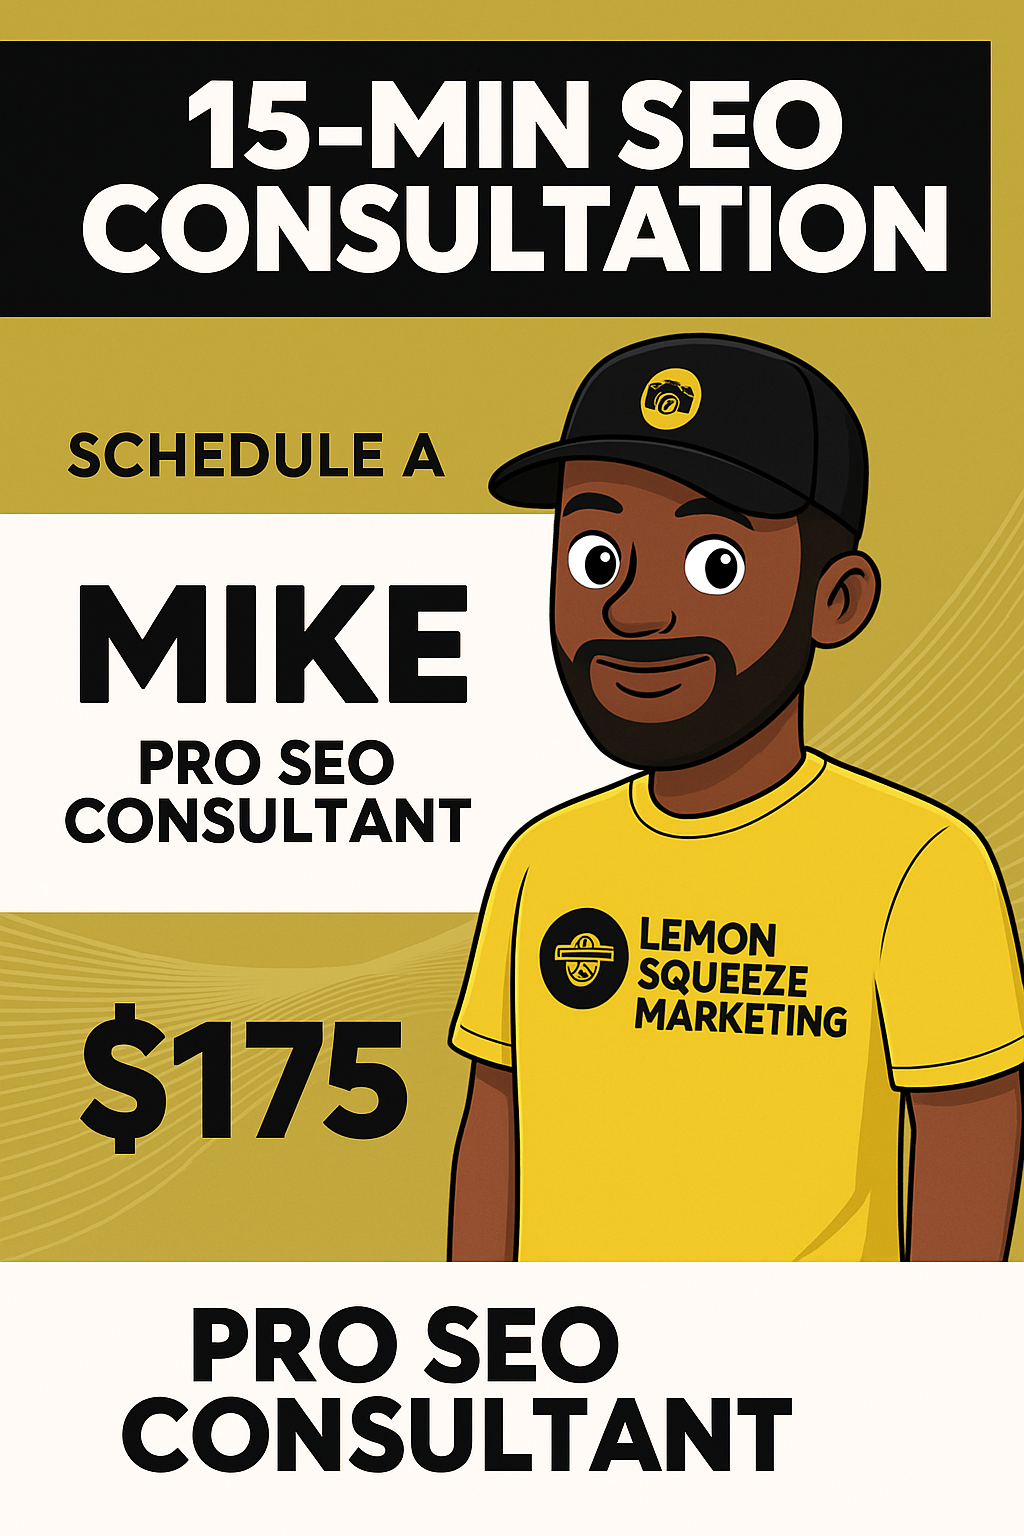 15-MIN SEO
CONSULTATION
SCHEDULE A
MIKE
PRO SEO
CONSULTANT
LEMON
SQUEEZE
MARKETING
$175
PRO SEO
CONSULTANT